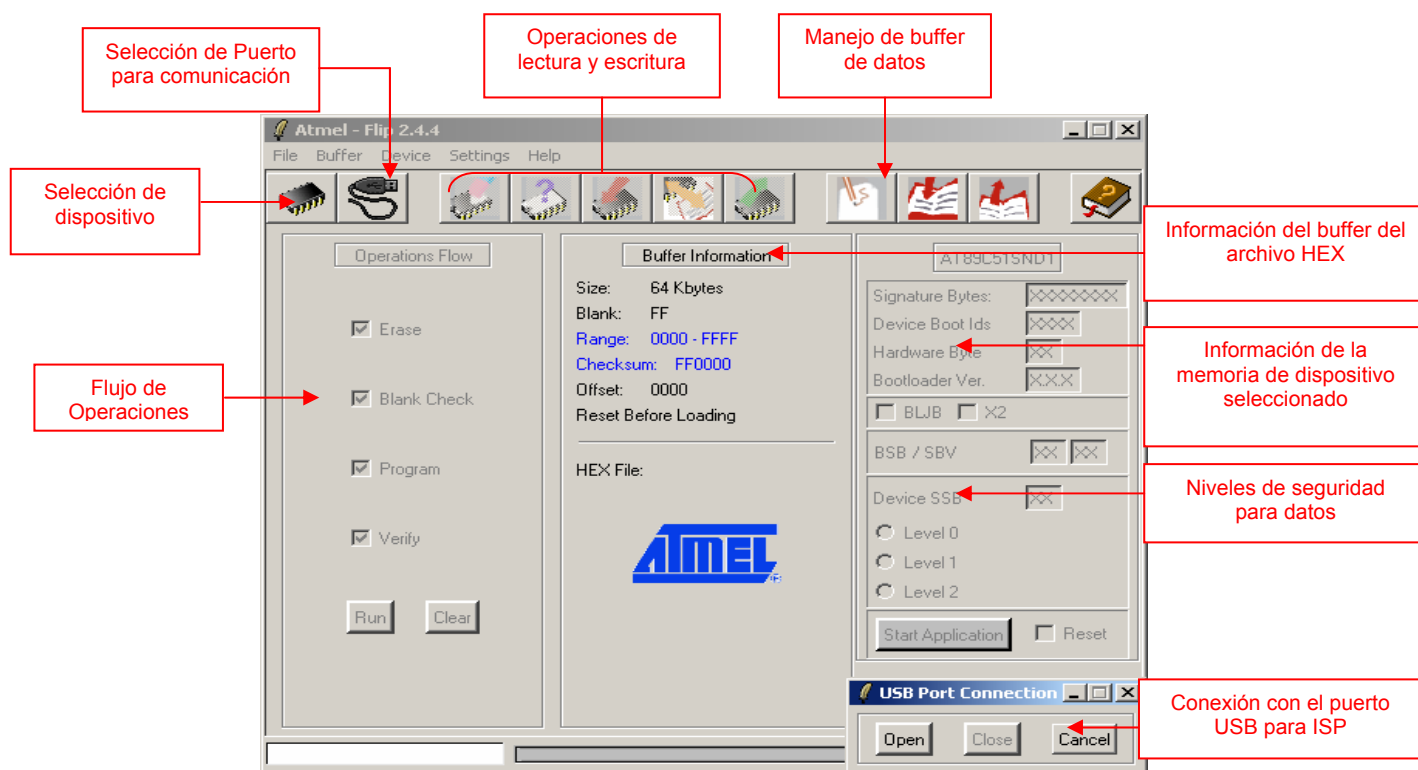 Selección de Puerto
para comunicación
Operaciones de
lectura y escritura
Manejo de buffer
de datos
Selección de
dispositivo
Flujo de
Operaciones
Atmel - Flip 2.4.4
File Buffer Device Settings Help
Operations Flow
Erase
Blank Check
Program
Verify
Run Clear
Buffer Information
Size: 64 Kbytes
Blank: FF
Range: 0000 - FFFF
Checksum: FF0000
Offset: 0000
Reset Before Loading
HEX File:
ATMEL
AT89C51SND1
Signature Bytes: XXXXXXXX
Device Boot Ids XXXX
Hardware Byte XX
Bootloader Ver. X.X.X
BLJB X2
BSB / SBV XX XX
Device SSB XX
Level 0
Level 1
Level 2
Start Application Reset
USB Port Connection
Open Close Cancel
Información del buffer del
archivo HEX
Información de la
memoria de dispositivo
seleccionado
Niveles de seguridad
para datos
Conexión con el puerto
USB para ISP